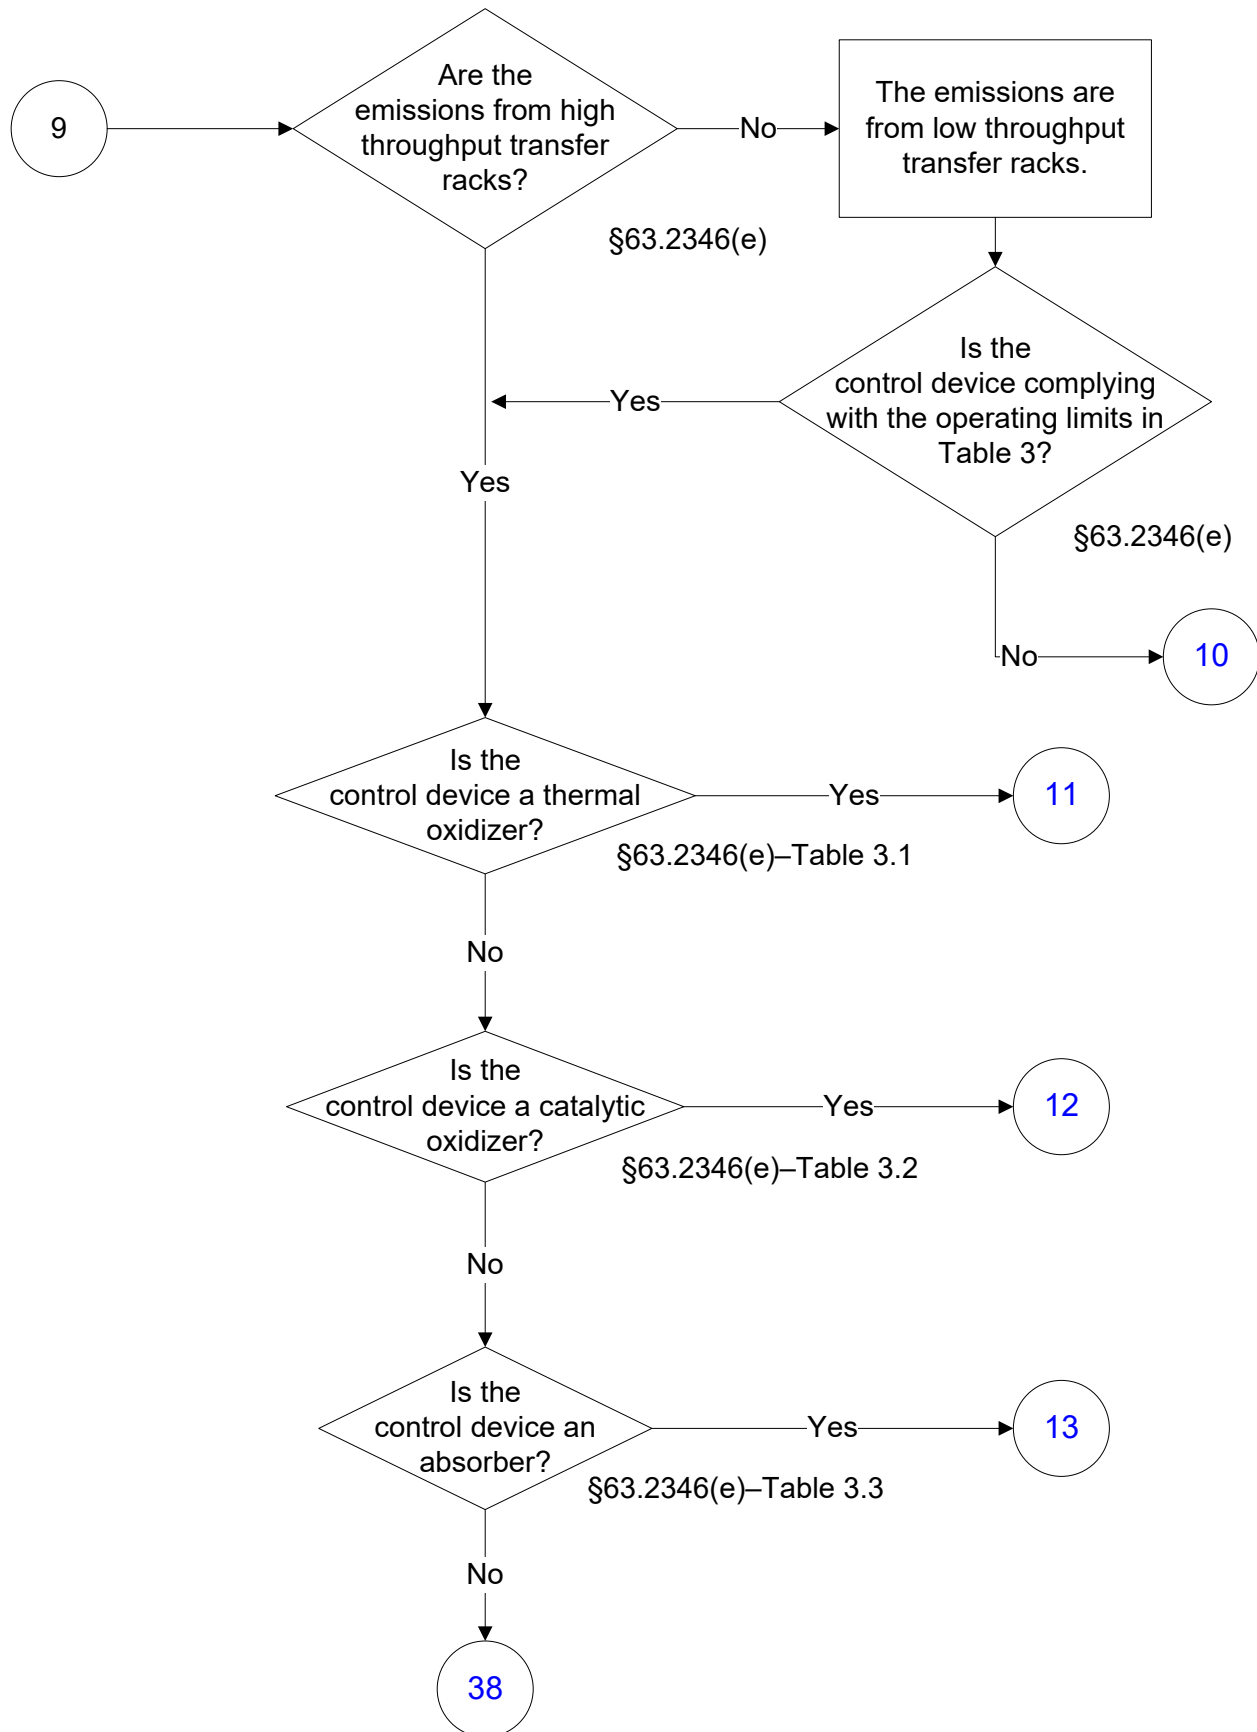 9
Are the
emissions from high
throughput transfer
racks?
No
The emissions are
from low throughput
transfer racks.
§63.2346(e)
Is the
control device complying
with the operating limits in
Table 3?
Yes
Yes
§63.2346(e)
No
10
Is the
control device a thermal
oxidizer?
Yes
11
§63.2346(e)–Table 3.1
No
Is the
control device a catalytic
oxidizer?
Yes
12
§63.2346(e)–Table 3.2
No
Is the
control device an
absorber?
Yes
13
§63.2346(e)–Table 3.3
No
38